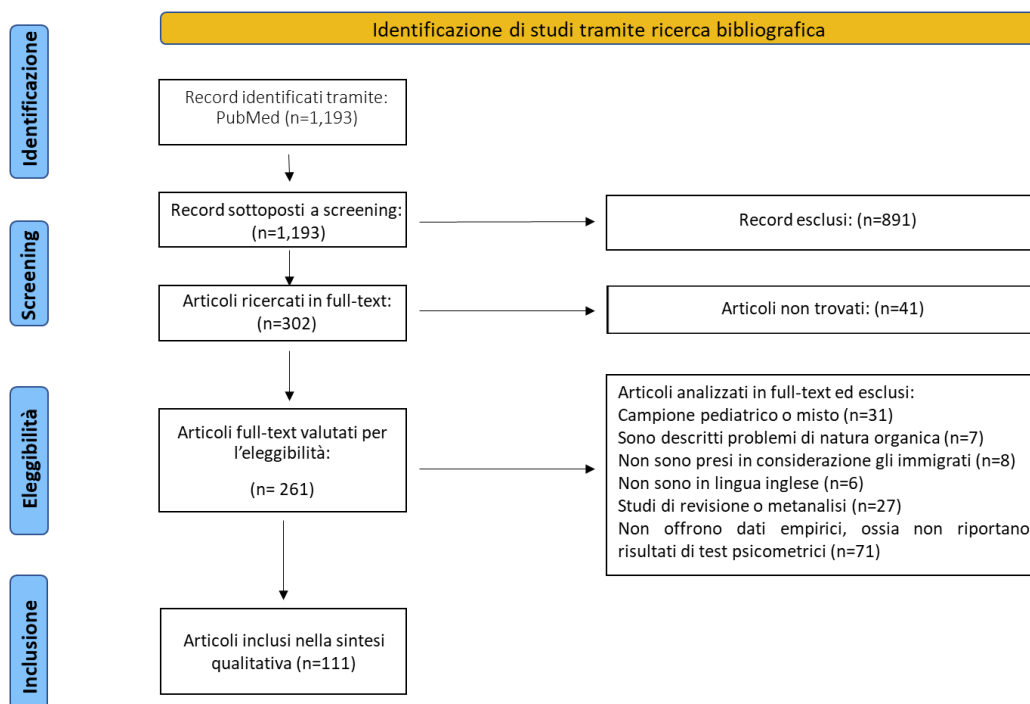 Identificazione di studi tramite ricerca bibliografica
Identificazione
Record identificati tramite:
PubMed (n=1,193)
Screening
Record sottoposti a screening:
(n=1,193)
Record esclusi: (n=891)
Articoli ricercati in full-text:
(n=302)
Articoli non trovati: (n=41)
Eleggibilità
Articoli full-text valutati per
l'eleggibilità:
(n= 261)
Articoli analizzati in full-text ed esclusi:
Campione pediatrico o misto (n=31)
Sono descritti problemi di natura organica (n=7)
Non sono presi in considerazione gli immigrati (n=8)
Non sono in lingua inglese (n=6)
Studi di revisione o metanalisi (n=27)
Non offrono dati empirici, ossia non riportano
risultati di test psicometrici (n=71)
Inclusione
Articoli inclusi nella sintesi
qualitativa (n=111)